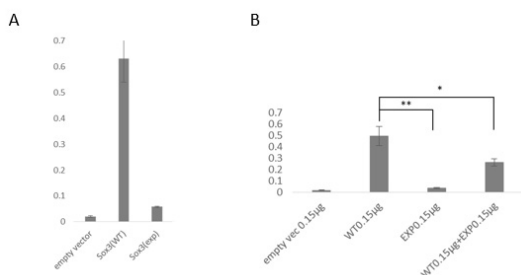 A
0.7
0.6
0.5
0.4
0.3
0.2
0.1
0
empty vector
Sox3(WT)
Sox3(exp)
B
*
**
0.7
0.6
0.5
0.4
0.3
0.2
0.1
0
empty vec 0.15μg
WT0.15μg
EXP0.15μg
WT0.15μg+EXP0.15μg